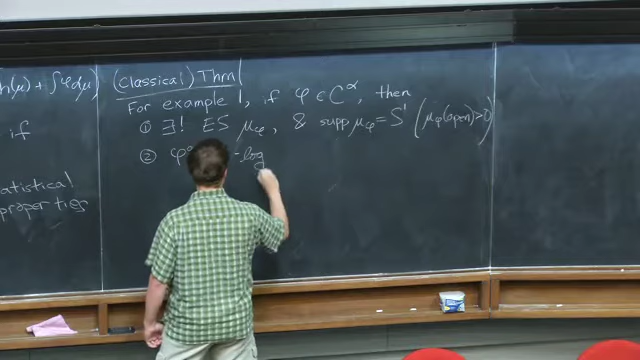 h(μ) + ∫φdμ)
if
statistical
properties
(Classical) Thm
For example 1, if φ ∈ C^α, then
① ∃! ES μ_φ, & supp μ_φ = S¹ (μ_φ(open)>0)
② -log